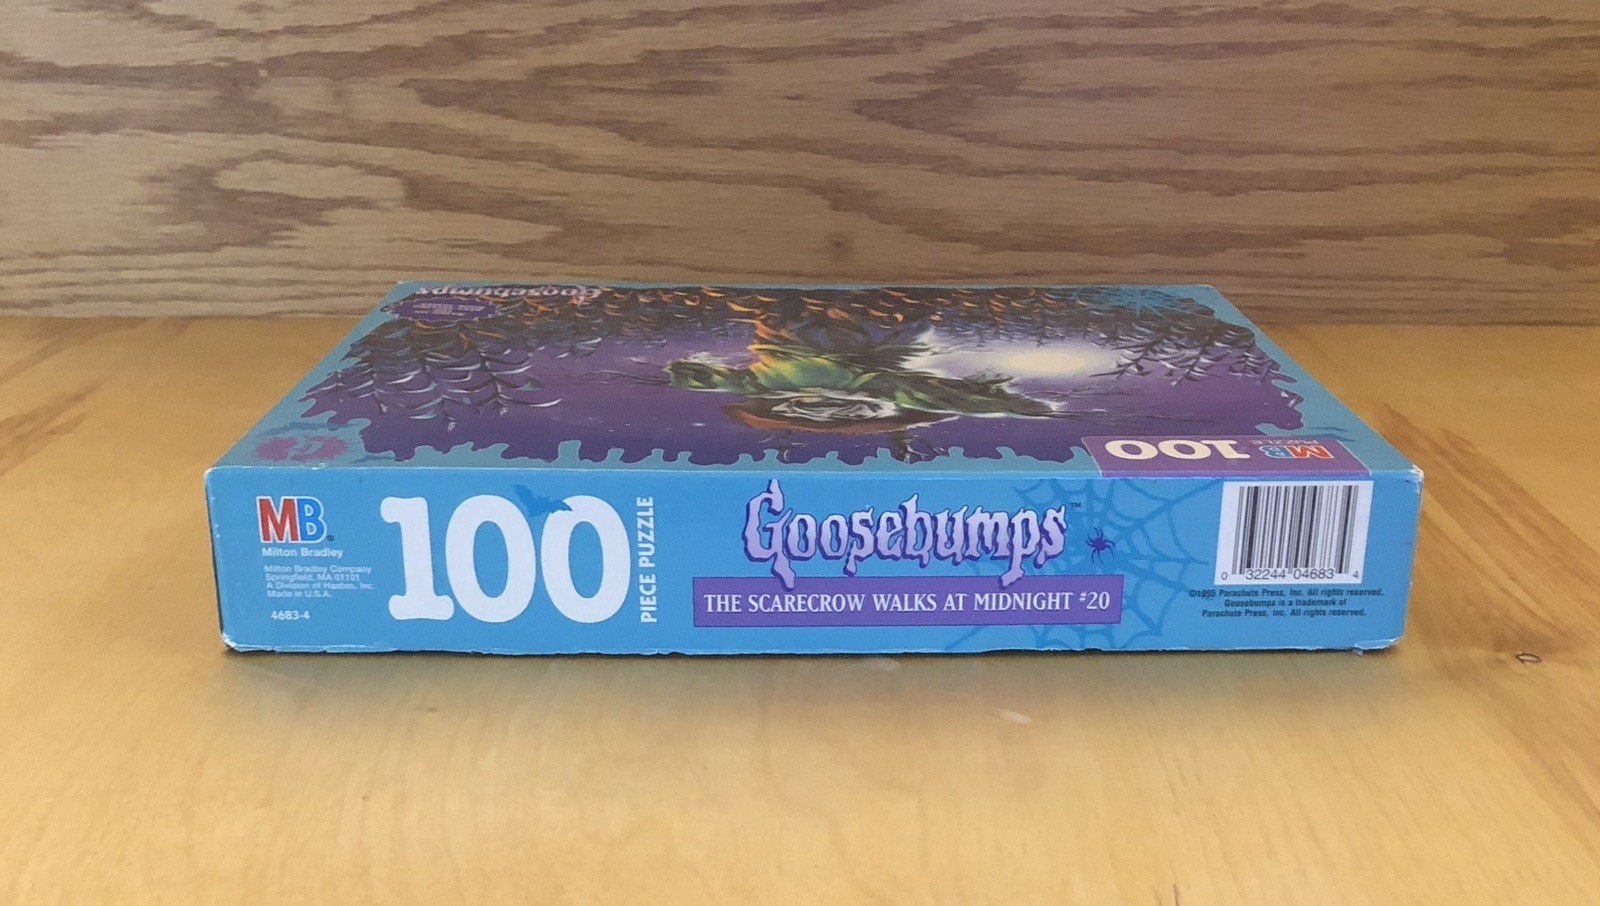 Goosebumps
MB
PUZZLE
100
MB®
Milton Bradley
Milton Bradley Company
Springfield, MA 01101
A Division of Hasbro, Inc.
Made in U.S.A.
4683-4
100
PIECE PUZZLE
Goosebumps™
THE SCARECROW WALKS AT MIDNIGHT #20
0 32244 04683 4
©1995 Parachute Press, Inc. All rights reserved.
Goosebumps is a trademark of
Parachute Press, Inc. All rights reserved.